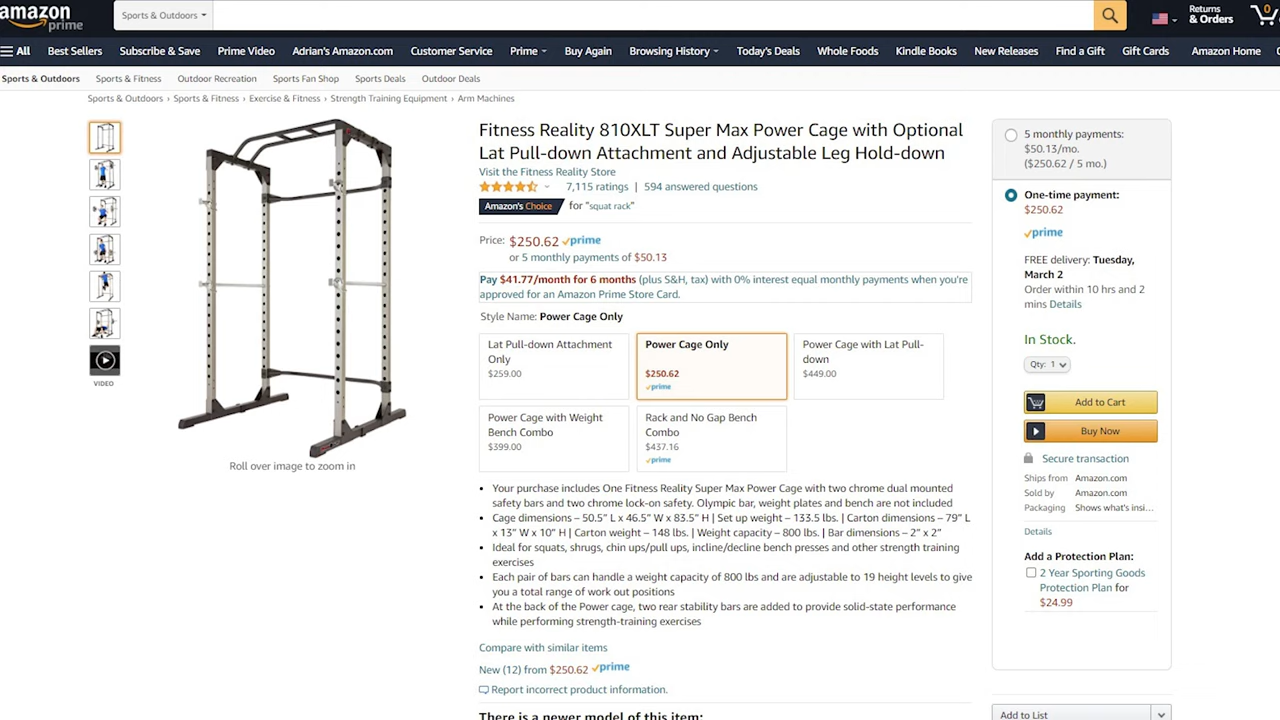 amazon
prime
Sports & Outdoors
Returns
& Orders
0
All
Best Sellers
Subscribe & Save
Prime Video
Adrian's Amazon.com
Customer Service
Prime
Buy Again
Browsing History
Today's Deals
Whole Foods
Kindle Books
New Releases
Find a Gift
Gift Cards
Amazon Home
Sports & Outdoors
Sports & Fitness
Outdoor Recreation
Sports Fan Shop
Sports Deals
Outdoor Deals
Sports & Outdoors › Sports & Fitness › Exercise & Fitness › Strength Training Equipment › Arm Machines
VIDEO
Roll over image to zoom in
Fitness Reality 810XLT Super Max Power Cage with Optional
Lat Pull-down Attachment and Adjustable Leg Hold-down
Visit the Fitness Reality Store
7,115 ratings | 594 answered questions
Amazon's Choice for "squat rack"
Price: $250.62 prime
or 5 monthly payments of $50.13
Pay $41.77/month for 6 months (plus S&H, tax) with 0% interest equal monthly payments when you're
approved for an Amazon Prime Store Card.
Style Name: Power Cage Only
Lat Pull-down Attachment
Only
$259.00
Power Cage Only
$250.62
prime
Power Cage with Lat Pull-
down
$449.00
Power Cage with Weight
Bench Combo
$399.00
Rack and No Gap Bench
Combo
$437.16
prime
• Your purchase includes One Fitness Reality Super Max Power Cage with two chrome dual mounted
safety bars and two chrome lock-on safety. Olympic bar, weight plates and bench are not included
• Cage dimensions – 50.5" L x 46.5" W x 83.5" H | Set up weight – 133.5 lbs. | Carton dimensions – 79" L
x 13" W x 10" H | Carton weight – 148 lbs. | Weight capacity – 800 lbs. | Bar dimensions – 2" x 2"
• Ideal for squats, shrugs, chin ups/pull ups, incline/decline bench presses and other strength training
exercises
• Each pair of bars can handle a weight capacity of 800 lbs and are adjustable to 19 height levels to give
you a total range of work out positions
• At the back of the Power cage, two rear stability bars are added to provide solid-state performance
while performing strength-training exercises
Compare with similar items
New (12) from $250.62 prime
Report incorrect product information.
There is a newer model of this item:
5 monthly payments:
$50.13/mo.
($250.62 / 5 mo.)
One-time payment:
$250.62
prime
FREE delivery: Tuesday,
March 2
Order within 10 hrs and 2
mins Details
In Stock.
Qty: 1
Add to Cart
Buy Now
Secure transaction
Ships from Amazon.com
Sold by Amazon.com
Packaging Shows what's insi...
Details
Add a Protection Plan:
2 Year Sporting Goods
Protection Plan for
$24.99
Add to List